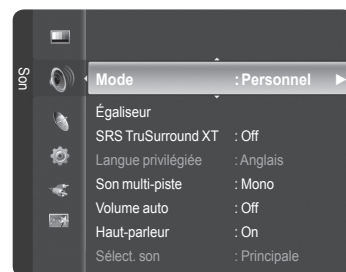 Son
Mode : Personnel
Égaliseur
SRS TruSurround XT : Off
Langue privilégiée : Anglais
Son multi-piste : Mono
Volume auto : Off
Haut-parleur : On
Sélect. son : Principale